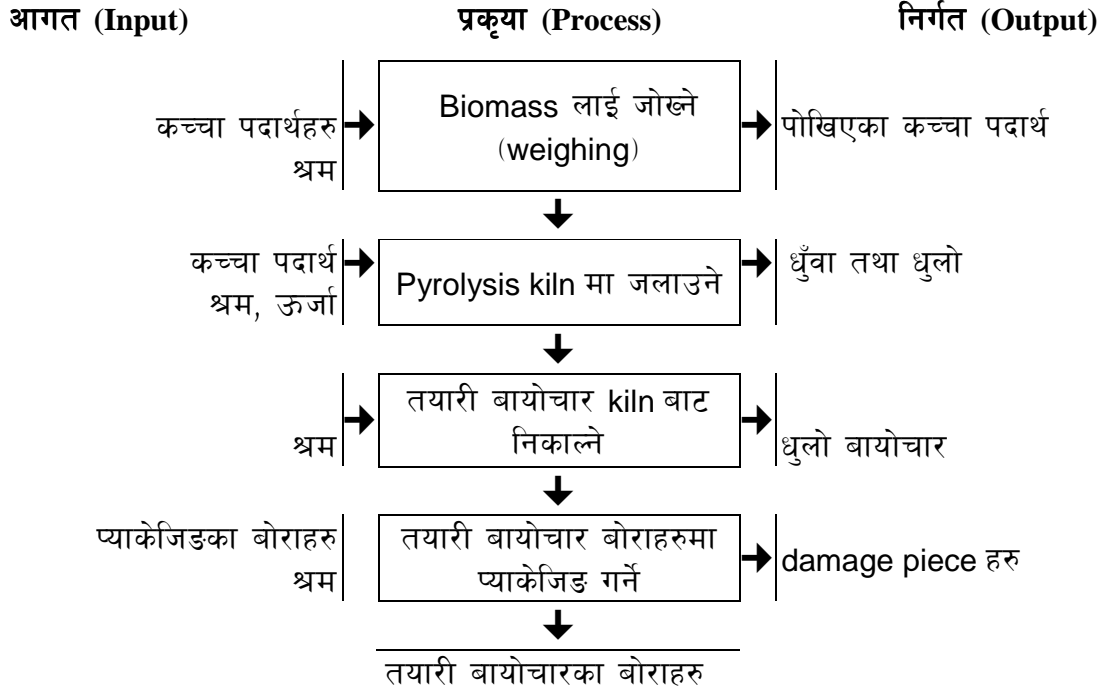 आगत (Input) प्रकृया (Process) निर्गत (Output)
कच्चा पदार्थहरु
श्रम
Biomass लाई जोख्ने
(weighing)
पोखिएका कच्चा पदार्थ
कच्चा पदार्थ
श्रम, ऊर्जा
Pyrolysis kiln मा जलाउने
धुँवा तथा धुलो
श्रम
तयारी बायोचार kiln बाट
निकाल्ने
धुलो बायोचार
प्याकेजिङका बोराहरु
श्रम
तयारी बायोचार बोराहरुमा
प्याकेजिङ गर्ने
damage piece हरु
तयारी बायोचारका बोराहरु